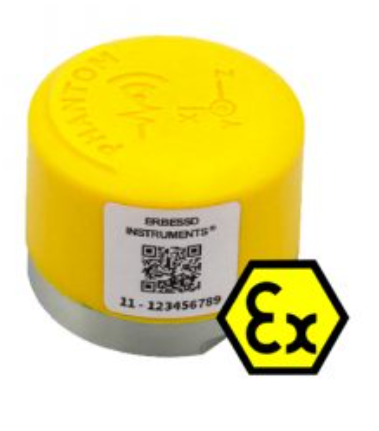 PHANTOM
Z
Y
X
ERBESSD
INSTRUMENTS®
11 - 123456789
Ex